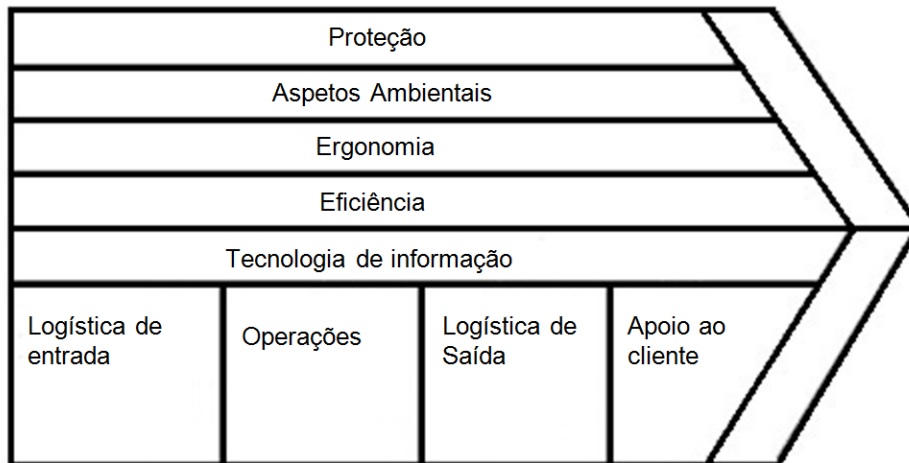 Proteção
Aspetos Ambientais
Ergonomia
Eficiência
Tecnologia de informação
Logística de
entrada
Operações
Logística de
Saída
Apoio ao
cliente